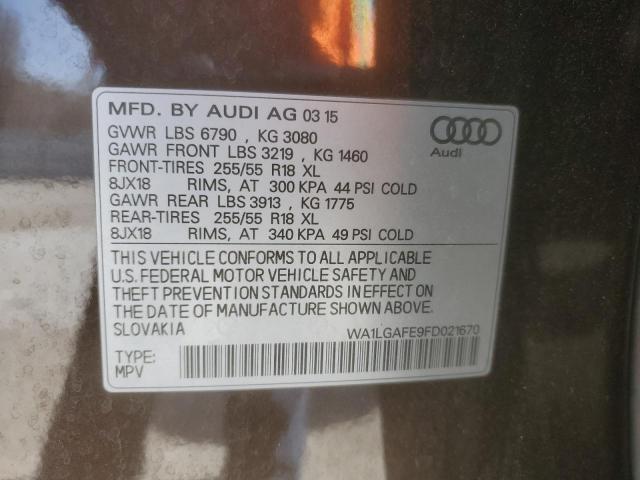 MFD. BY AUDI AG 03 15
GVWR LBS 6790 , KG 3080
GAWR FRONT LBS 3219 , KG 1460
FRONT-TIRES 255/55 R18 XL
8JX18 RIMS, AT 300 KPA 44 PSI COLD
GAWR REAR LBS 3913 , KG 1775
REAR-TIRES 255/55 R18 XL
8JX18 RIMS, AT 340 KPA 49 PSI COLD
Audi
THIS VEHICLE CONFORMS TO ALL APPLICABLE
U.S. FEDERAL MOTOR VEHICLE SAFETY AND
THEFT PREVENTION STANDARDS IN EFFECT ON
THE DATE OF MANUFACTURE SHOWN ABOVE.
SLOVAKIA WA1LGAFE9FD021670
TYPE:
MPV